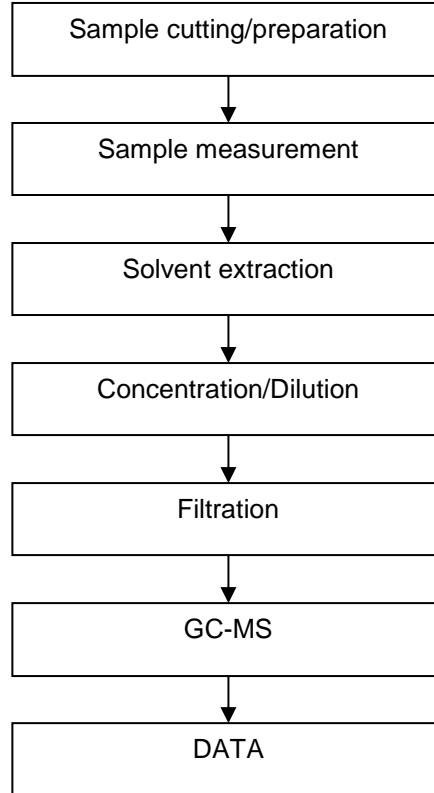 Sample cutting/preparation
Sample measurement
Solvent extraction
Concentration/Dilution
Filtration
GC-MS
DATA